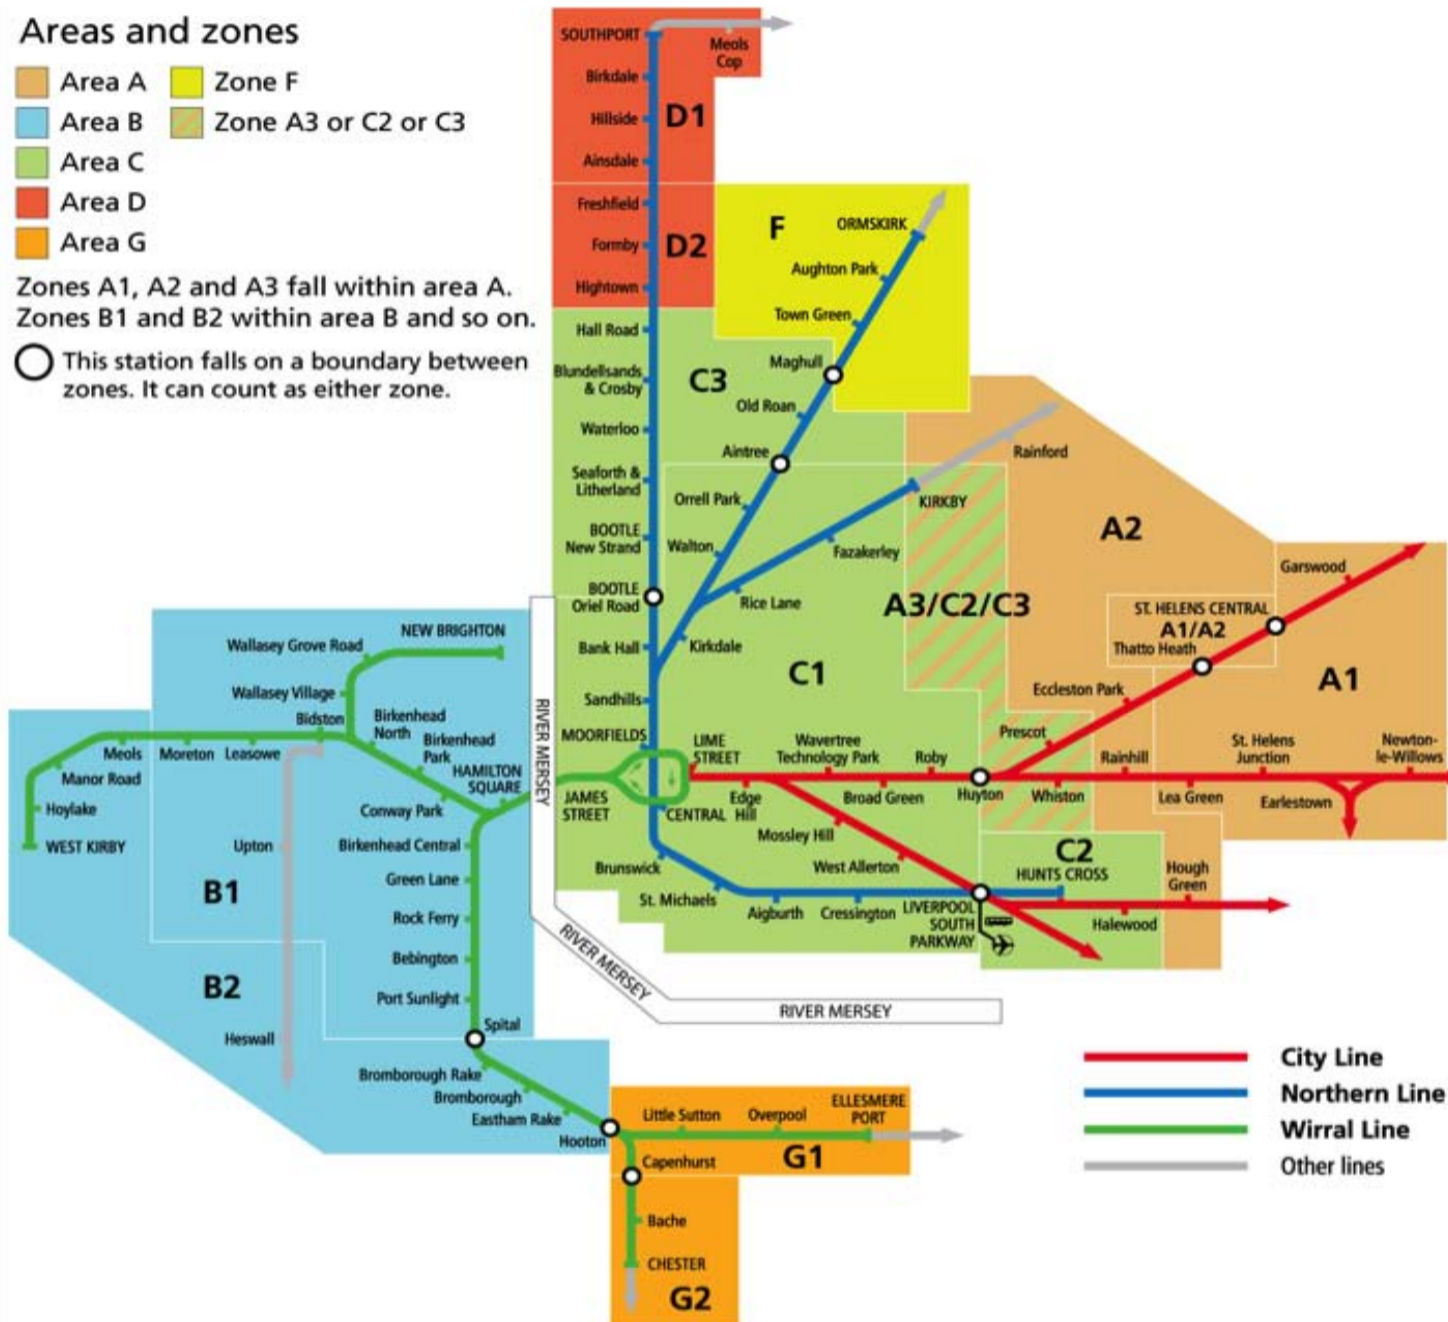 Areas and zones
Area A
Zone F
Area B
Zone A3 or C2 or C3
Area C
Area D
Area G
Zones A1, A2 and A3 fall within area A.
Zones B1 and B2 within area B and so on.
This station falls on a boundary between
zones. It can count as either zone.
SOUTHPORT
Meols
Cop
Birkdale
Hillside
D1
Ainsdale
Freshfield
Formby
D2
Hightown
F
ORMSKIRK
Aughton Park
Town Green
Maghull
Hall Road
Blundellsands
& Crosby
C3
Old Roan
Waterloo
Aintree
Rainford
Seaforth &
Litherland
Orrell Park
KIRKBY
BOOTLE
New Strand
Walton
Fazakerley
A2
Garswood
BOOTLE
Oriel Road
Rice Lane
A3/C2/C3
ST. HELENS CENTRAL
A1/A2
Thatto Heath
Bank Hall
Kirkdale
C1
A1
Eccleston Park
Sandhills
MOORFIELDS
LIME
STREET
Wavertree
Technology Park
Roby
Prescot
Rainhill
St. Helens
Junction
Newton-
le-Willows
JAMES
STREET
CENTRAL
Edge
Hill
Broad Green
Huyton
Whiston
Lea Green
Earlestown
Mossley Hill
West Allerton
C2
HUNTS CROSS
Hough
Green
Brunswick
St. Michaels
Aigburth
Cressington
LIVERPOOL
SOUTH
PARKWAY
Halewood
NEW BRIGHTON
Wallasey Grove Road
Wallasey Village
Bidston
Birkenhead
North
Birkenhead
Park
HAMILTON
SQUARE
Meols
Moreton
Leasowe
Manor Road
Hoylake
WEST KIRBY
Conway Park
Upton
Birkenhead Central
Green Lane
B1
Rock Ferry
Bebington
B2
Port Sunlight
Heswall
Spital
Bromborough Rake
Bromborough
Eastham Rake
Hooton
RIVER MERSEY
RIVER MERSEY
RIVER MERSEY
Little Sutton
Overpool
ELLESMERE
PORT
Capenhurst
G1
Bache
CHESTER
G2
City Line
Northern Line
Wirral Line
Other lines